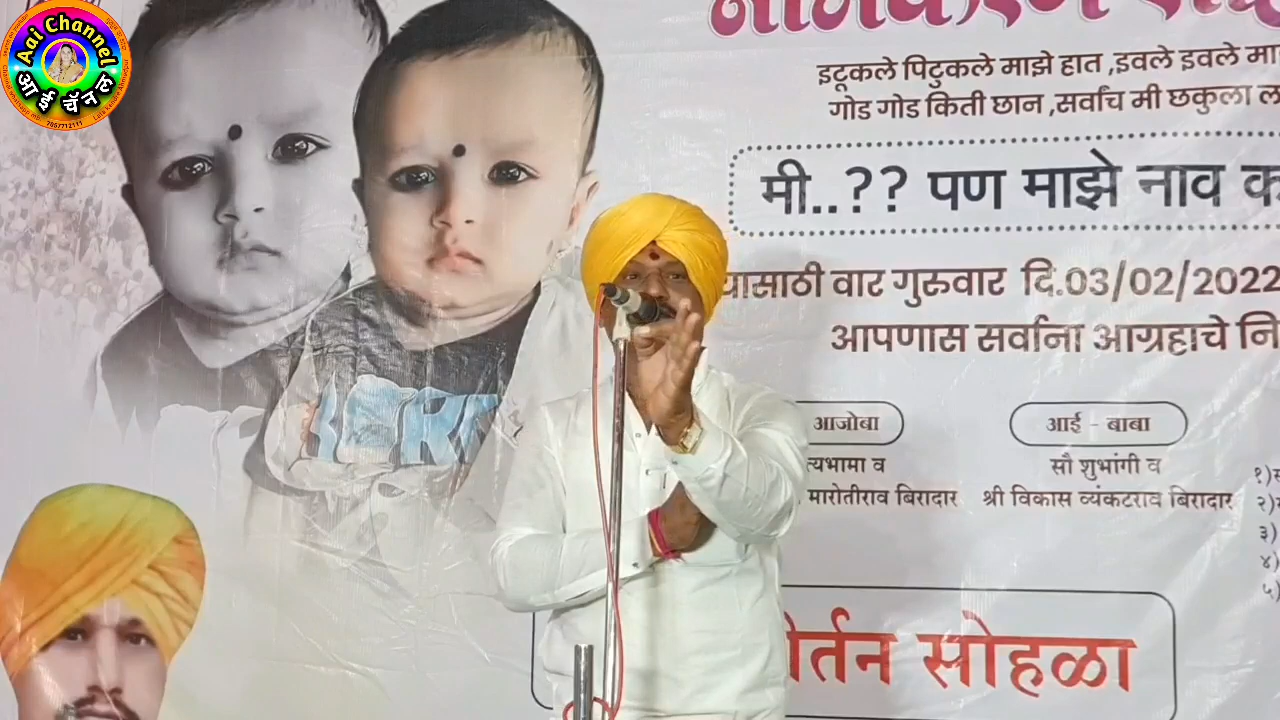 Aai Channel
आई चॅनल
इटूकले पिटुकले माझे हात ,इवले इवले
गोड गोड किती छान ,सर्वांच मी छकुला
मी..?? पण माझे नाव
वार गुरुवार दि.03/02/2022
आपणास सर्वांना आग्रहाचे
आजोबा
आई - बाबा
व
सौ शुभांगी व
मारोतीराव बिरादार
श्री विकास व्यंकटराव बिरादार
सोहळा